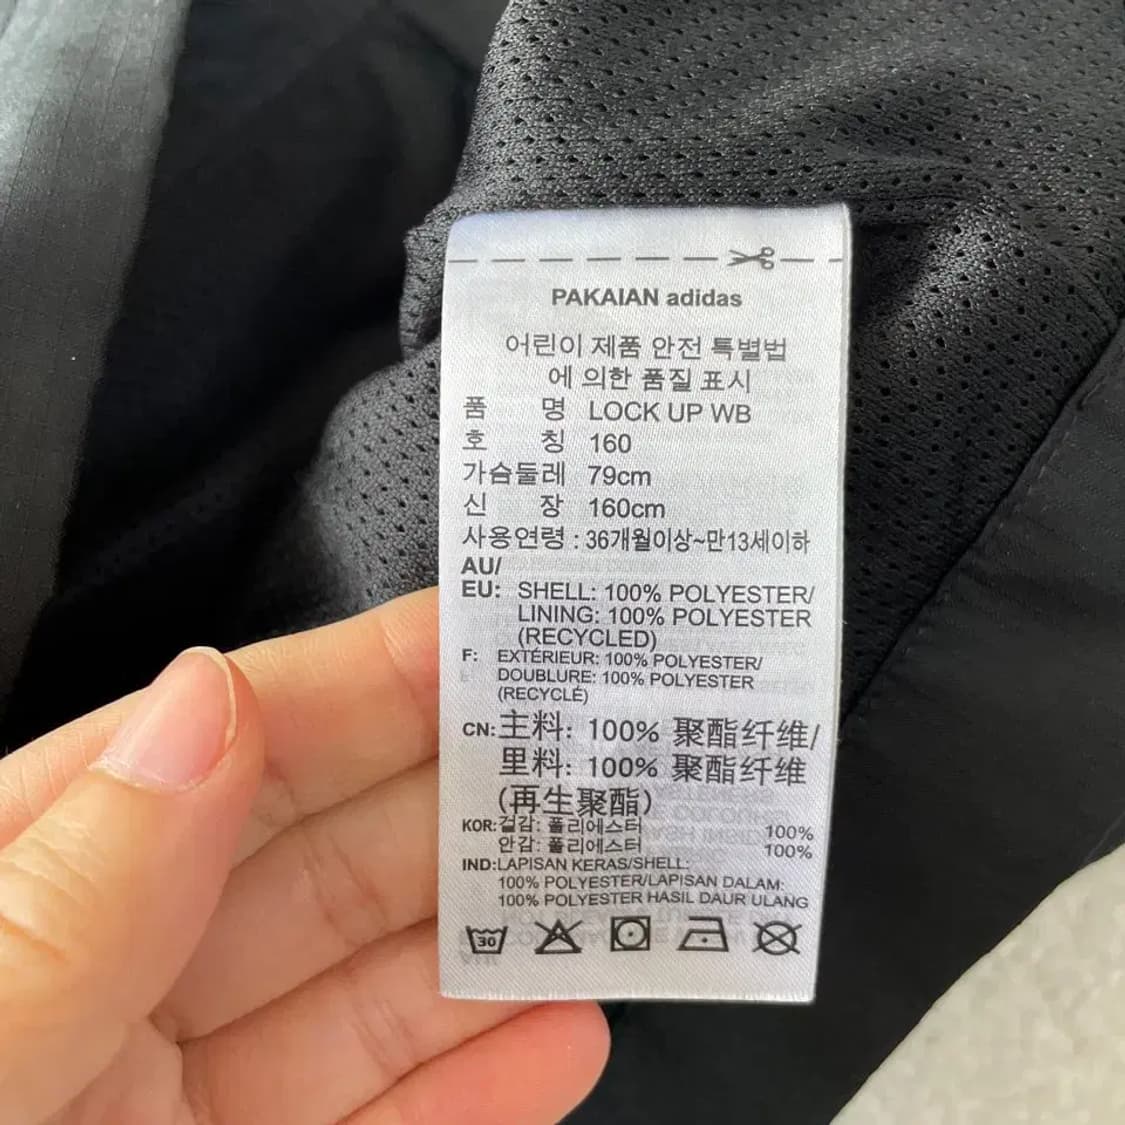 PAKAIAN adidas
어린이 제품 안전 특별법
에 의한 품질 표시
품 명 LOCK UP WB
호 칭 160
가슴둘레 79cm
신 장 160cm
사용연령 : 36개월이상~만13세이하
AU/
EU: SHELL: 100% POLYESTER/
LINING: 100% POLYESTER
(RECYCLED)
F: EXTÉRIEUR: 100% POLYESTER/
DOUBLURE: 100% POLYESTER
(RECYCLÉ)
CN: 主料: 100% 聚酯纤维/
里料: 100% 聚酯纤维
(再生聚酯)
KOR: 겉감: 폴리에스터 100%
안감: 폴리에스터 100%
IND: LAPISAN KERAS/SHELL:
100% POLYESTER/LAPISAN DALAM:
100% POLYESTER HASIL DAUR ULANG
30